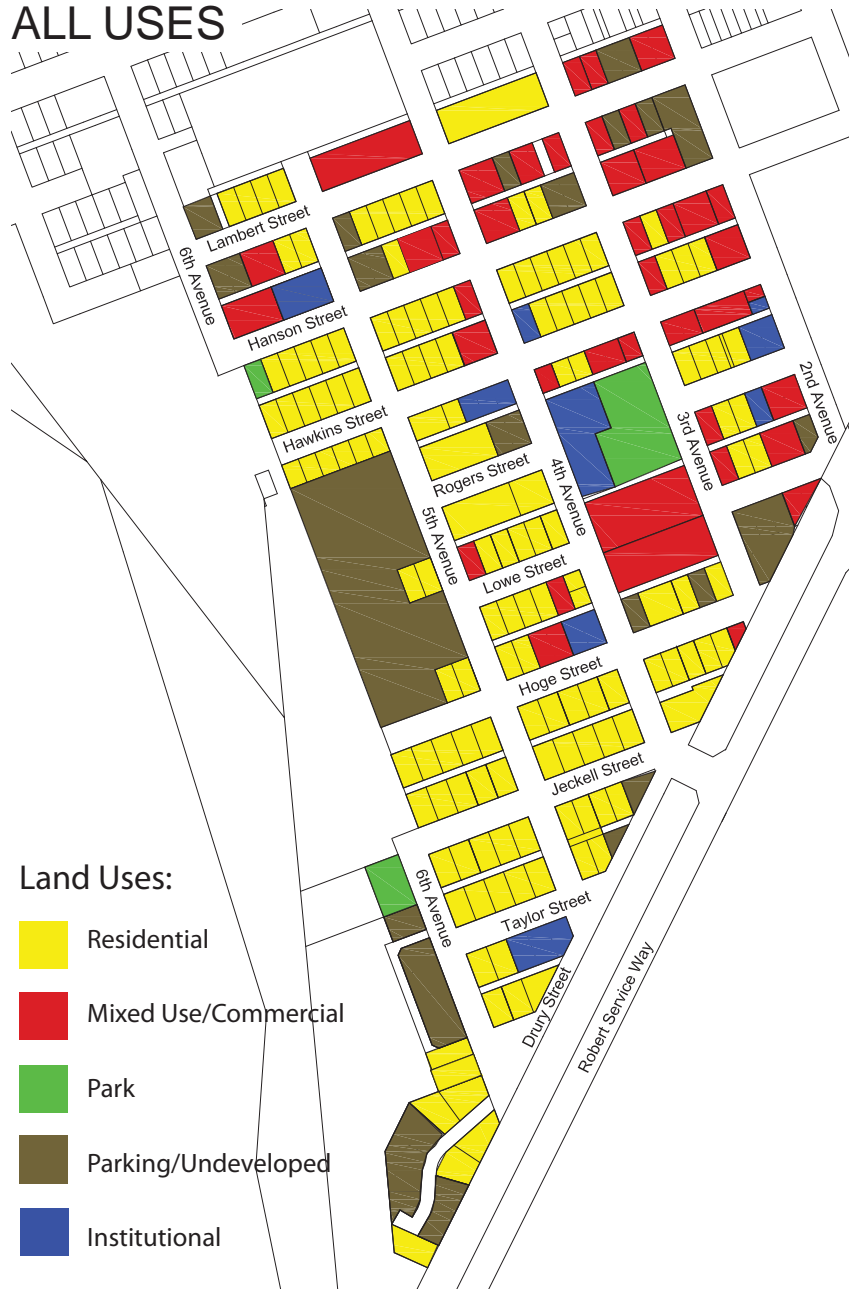 ALL USES
Lambert Street
6th Avenue
Hanson Street
2nd Avenue
Hawkins Street
3rd Avenue
Rogers Street
4th Avenue
5th Avenue
Lowe Street
Hoge Street
Jeckell Street
Land Uses:
6th Avenue
Taylor Street
Residential
Drury Street
Robert Service Way
Mixed Use/Commercial
Park
Parking/Undeveloped
Institutional